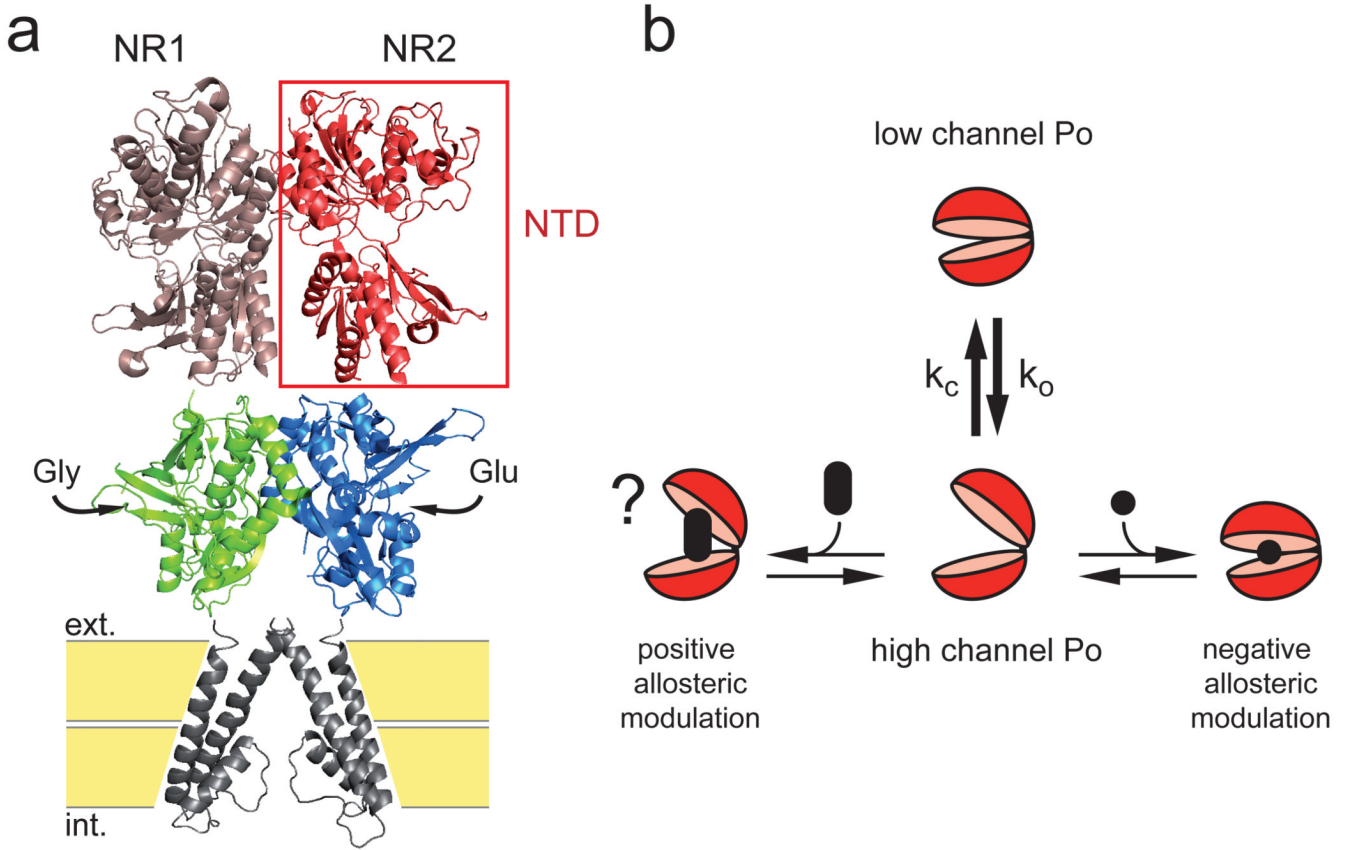 a
NR1
NR2
NTD
Gly
Glu
ext.
int.
b
low channel Po
kc
ko
?
positive
allosteric
modulation
high channel Po
negative
allosteric
modulation